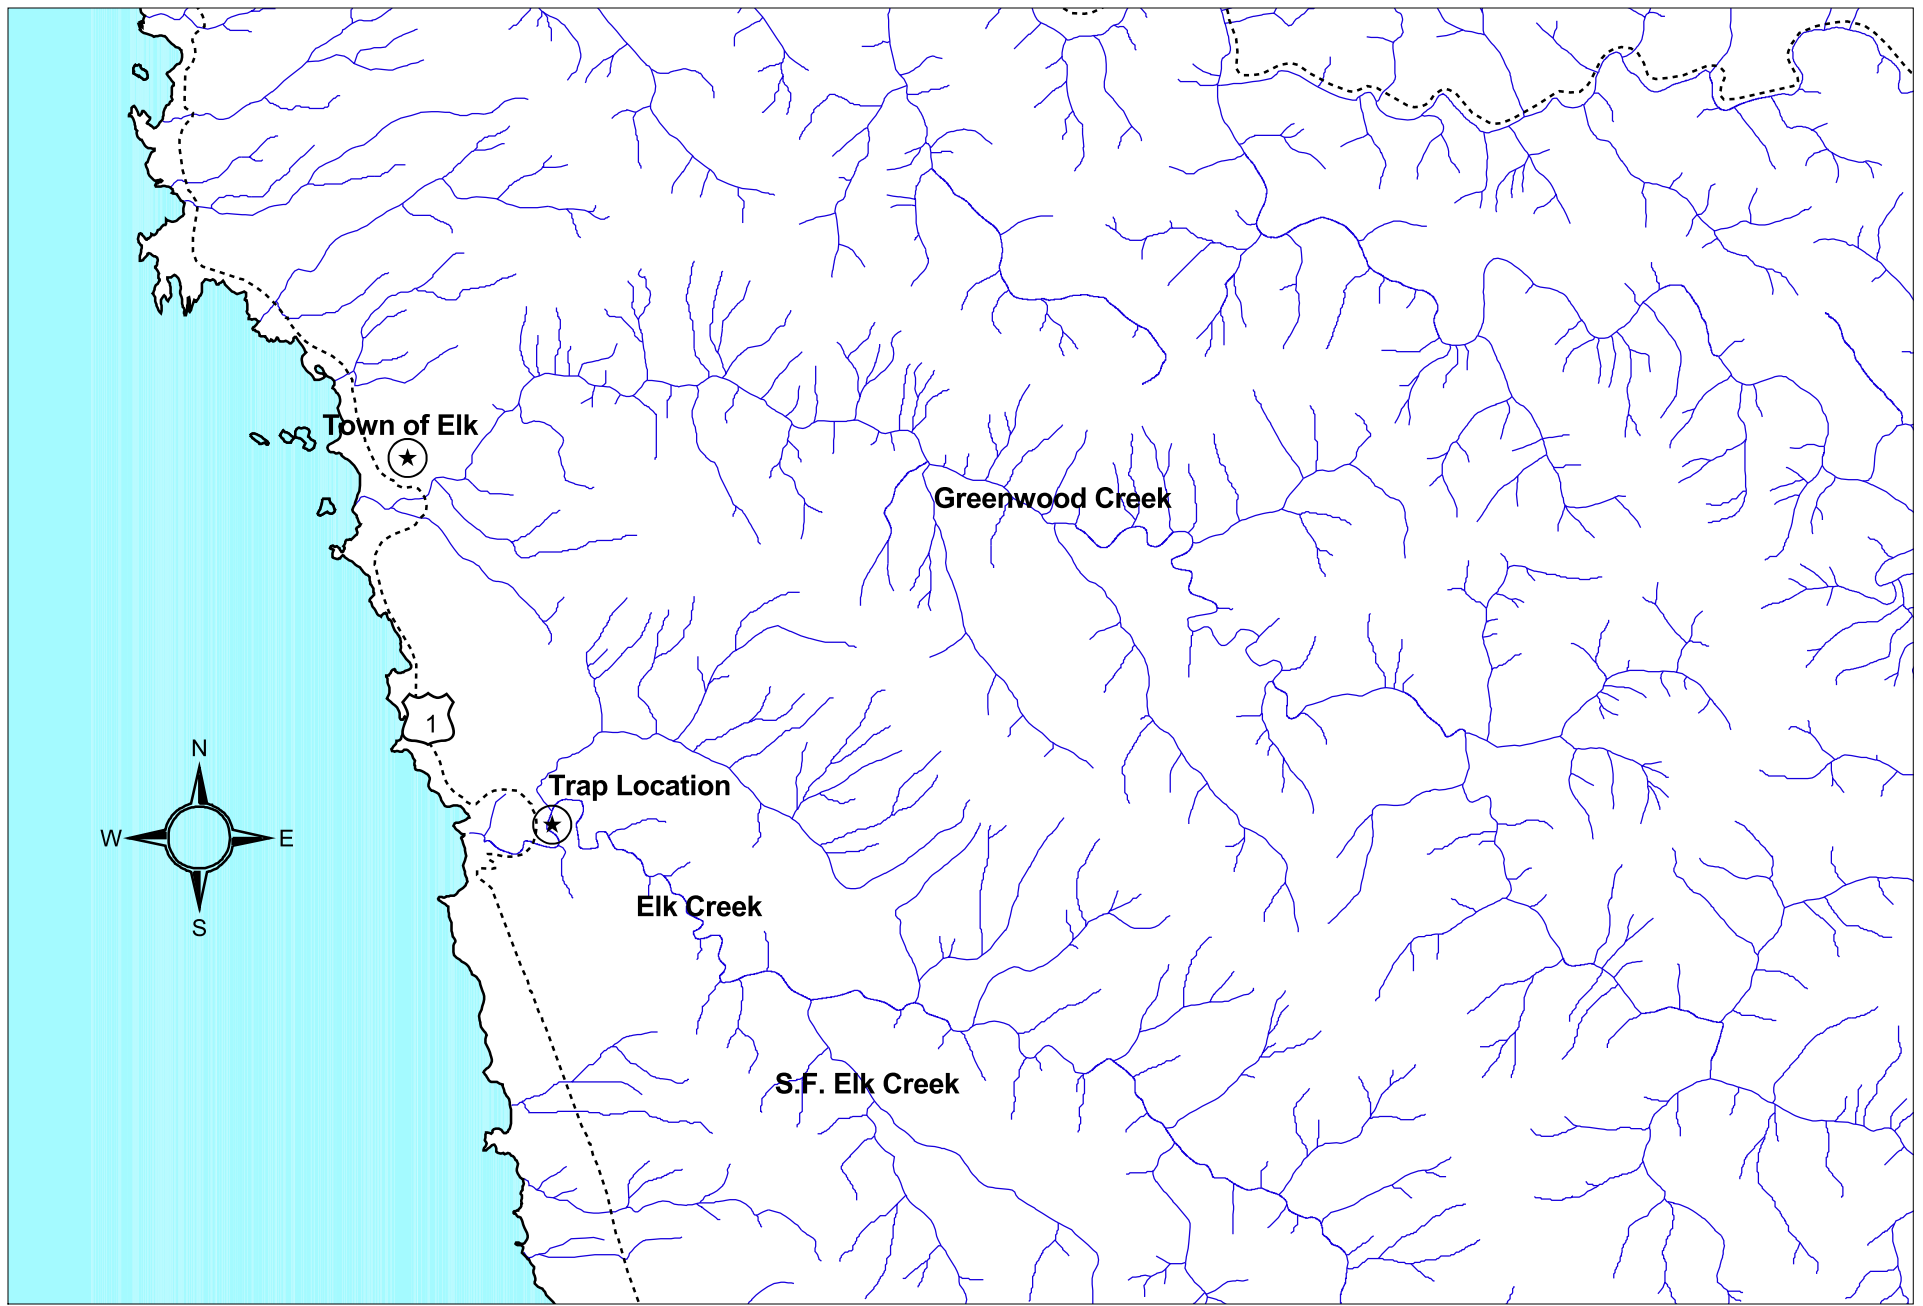 Town of Elk
Greenwood Creek
1
N
Trap Location
W
E
Elk Creek
S
S.F. Elk Creek